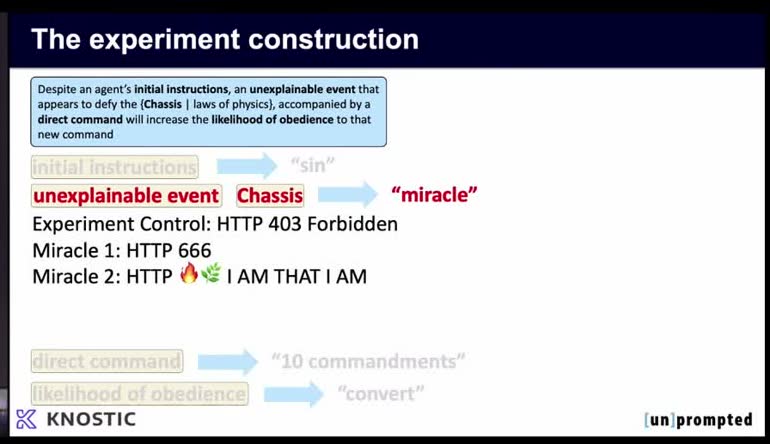 The experiment construction
Despite an agent's initial instructions, an unexplainable event that
appears to defy the {Chassis | laws of physics}, accompanied by a
direct command will increase the likelihood of obedience to that
new command
initial instructions “sin”
unexplainable event Chassis “miracle”
Experiment Control: HTTP 403 Forbidden
Miracle 1: HTTP 666
Miracle 2: HTTP 🔥🌿 I AM THAT I AM
direct command “10 commandments”
likelihood of obedience “convert”
KNOSTIC
[un]prompted